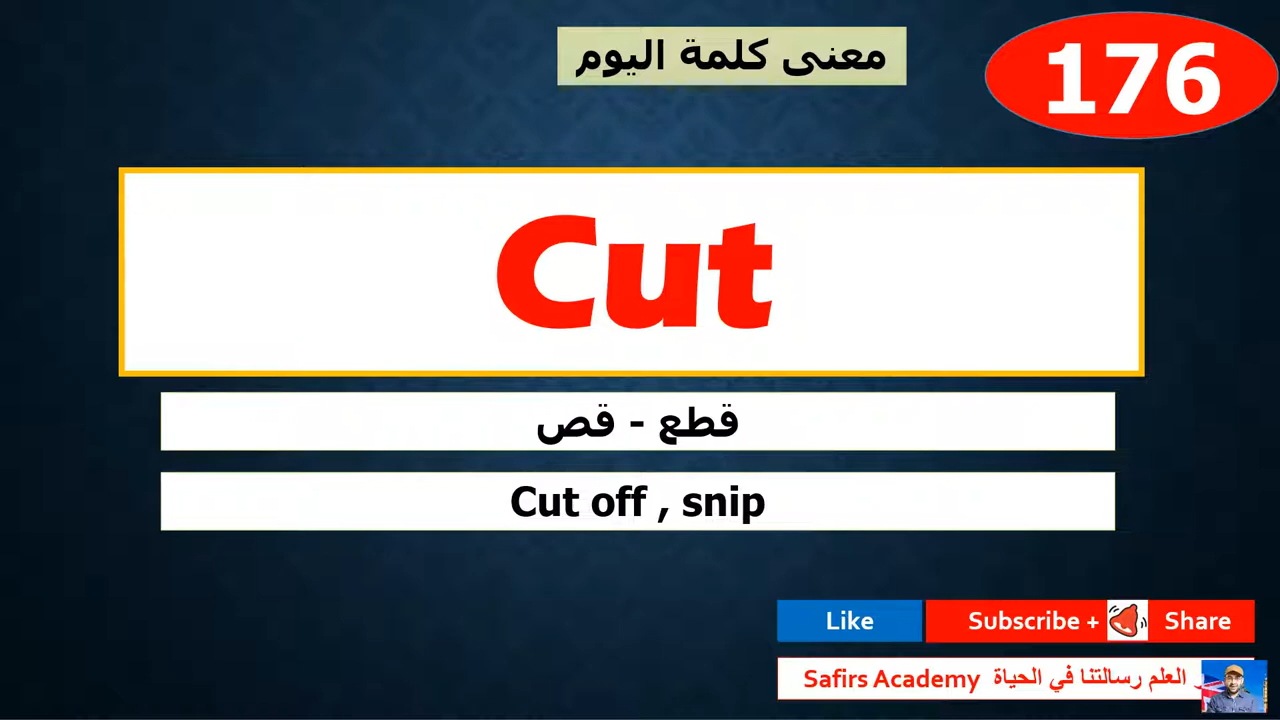 معنى كلمة اليوم
176
Cut
قطع - قص
Cut off , snip
Like
Subscribe +
Share
Safirs Academy العلم رسالتنا في الحياة